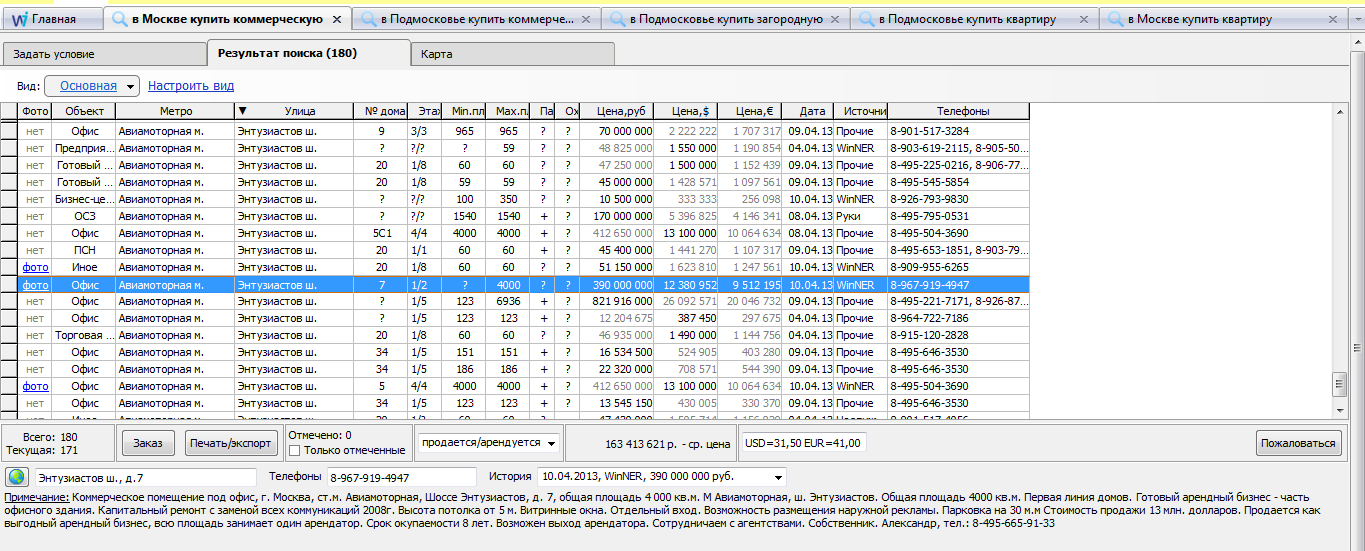 Главная в Москве купить коммерческую в Подмосковье купить коммерче... в Подмосковье купить загородную в Подмосковье купить квартиру в Москве купить квартиру
Задать условие Результат поиска (180) Карта
Вид: Основная Настроить вид
Фото Объект Метро ▼ Улица № дома Этаж Min.пл Max.пл Па Ох Цена,руб Цена,$ Цена,€ Дата Источни Телефоны
нет Офис Авиамоторная м. Энтузиастов ш. 9 3/3 965 965 ? ? 70 000 000 2 222 222 1 707 317 09.04.13 Прочие 8-901-517-3284
нет Предприя... Авиамоторная м. Энтузиастов ш. ? ?/? ? 59 ? ? 48 825 000 1 550 000 1 190 854 04.04.13 WinNER 8-903-619-2115, 8-905-50...
нет Готовый ... Авиамоторная м. Энтузиастов ш. 20 1/8 60 60 ? ? 47 250 000 1 500 000 1 152 439 09.04.13 Прочие 8-495-225-0216, 8-906-77...
нет Готовый ... Авиамоторная м. Энтузиастов ш. 20 1/8 59 59 ? ? 45 000 000 1 428 571 1 097 561 09.04.13 Прочие 8-495-545-5854
нет Бизнес-це... Авиамоторная м. Энтузиастов ш. ? ?/? 100 350 ? ? 10 500 000 333 333 256 098 10.04.13 WinNER 8-926-793-9830
нет ОСЗ Авиамоторная м. Энтузиастов ш. ? ?/? 1540 1540 + ? 170 000 000 5 396 825 4 146 341 08.04.13 Руки 8-495-795-0531
нет Офис Авиамоторная м. Энтузиастов ш. 5С1 4/4 4000 4000 + ? 412 650 000 13 100 000 10 064 634 08.04.13 Прочие 8-495-504-3690
нет ПСН Авиамоторная м. Энтузиастов ш. 20 1/1 60 60 + ? 45 400 000 1 441 270 1 107 317 09.04.13 Прочие 8-495-653-1851, 8-903-79...
фото Иное Авиамоторная м. Энтузиастов ш. 20 1/8 60 60 ? ? 51 150 000 1 623 810 1 247 561 10.04.13 WinNER 8-909-955-6265
фото Офис Авиамоторная м. Энтузиастов ш. 7 1/2 ? 4000 ? ? 390 000 000 12 380 952 9 512 195 10.04.13 WinNER 8-967-919-4947
нет Офис Авиамоторная м. Энтузиастов ш. ? 1/5 123 6936 + ? 821 916 000 26 092 571 20 046 732 09.04.13 Прочие 8-495-221-7171, 8-926-87...
нет Офис Авиамоторная м. Энтузиастов ш. ? 1/5 123 123 + ? 12 204 675 387 450 297 675 04.04.13 Прочие 8-964-722-7186
нет Торговая ... Авиамоторная м. Энтузиастов ш. 20 1/8 60 60 ? ? 46 935 000 1 490 000 1 144 756 04.04.13 Прочие 8-915-120-2828
нет Офис Авиамоторная м. Энтузиастов ш. 34 1/5 151 151 + ? 16 534 500 524 905 403 280 09.04.13 Прочие 8-495-646-3530
нет Офис Авиамоторная м. Энтузиастов ш. 34 1/5 186 186 + ? 22 320 000 708 571 544 390 09.04.13 Прочие 8-495-646-3530
фото Офис Авиамоторная м. Энтузиастов ш. 5 4/4 4000 4000 + ? 412 650 000 13 100 000 10 064 634 10.04.13 WinNER 8-495-504-3690
нет Офис Авиамоторная м. Энтузиастов ш. 34 1/5 123 123 + ? 13 545 150 430 005 330 370 09.04.13 Прочие 8-495-646-3530
Всего: 180
Текущая: 171
Заказ Печать/экспорт
Отмечено: 0
Только отмеченные
продается/арендуется 163 413 621 р. - ср. цена USD=31,50 EUR=41,00 Пожаловаться
Энтузиастов ш., д.7 Телефоны 8-967-919-4947 История 10.04.2013, WinNER, 390 000 000 руб.
Примечание: Коммерческое помещение под офис, г. Москва, ст.м. Авиамоторная, Шоссе Энтузиастов, д. 7, общая площадь 4 000 кв.м. М Авиамоторная, ш. Энтузиастов. Общая площадь 4000 кв.м. Первая линия домов. Готовый арендный бизнес - часть
офисного здания. Капитальный ремонт с заменой всех коммуникаций 2008г. Высота потолка от 5 м. Витринные окна. Отдельный вход. Возможность размещения наружной рекламы. Парковка на 30 м.м Стоимость продажи 13 млн. долларов. Продается как
выгодный арендный бизнес, всю площадь занимает один арендатор. Срок окупаемости 8 лет. Возможен выход арендатора. Сотрудничаем с агентствами. Собственник. Александр, тел.: 8-495-665-91-33